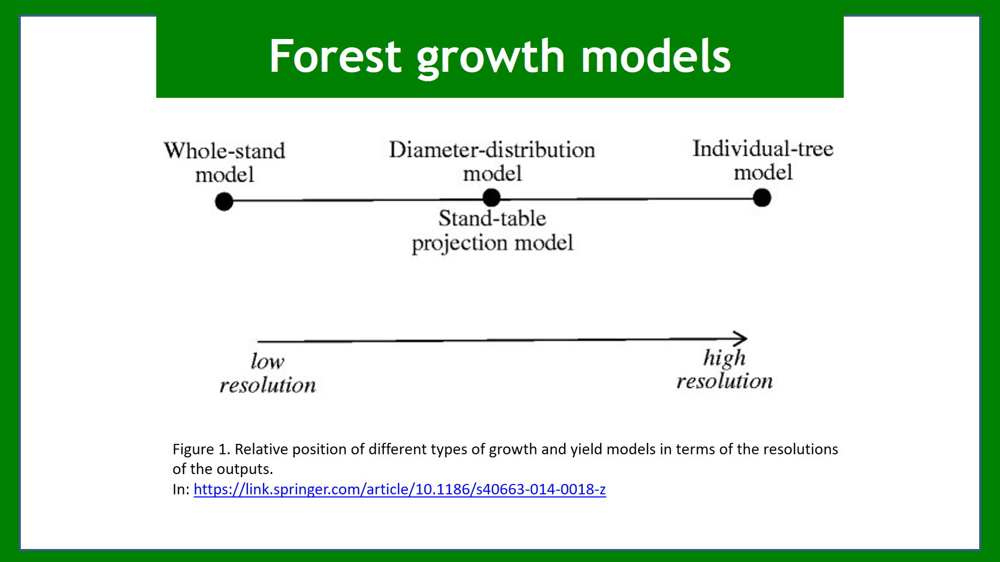 Forest growth models
Whole-stand
model
Diameter-distribution
model
Individual-tree
model
Stand-table
projection model
low
resolution
high
resolution
Figure 1. Relative position of different types of growth and yield models in terms of the resolutions
of the outputs.
In: https://link.springer.com/article/10.1186/s40663-014-0018-z